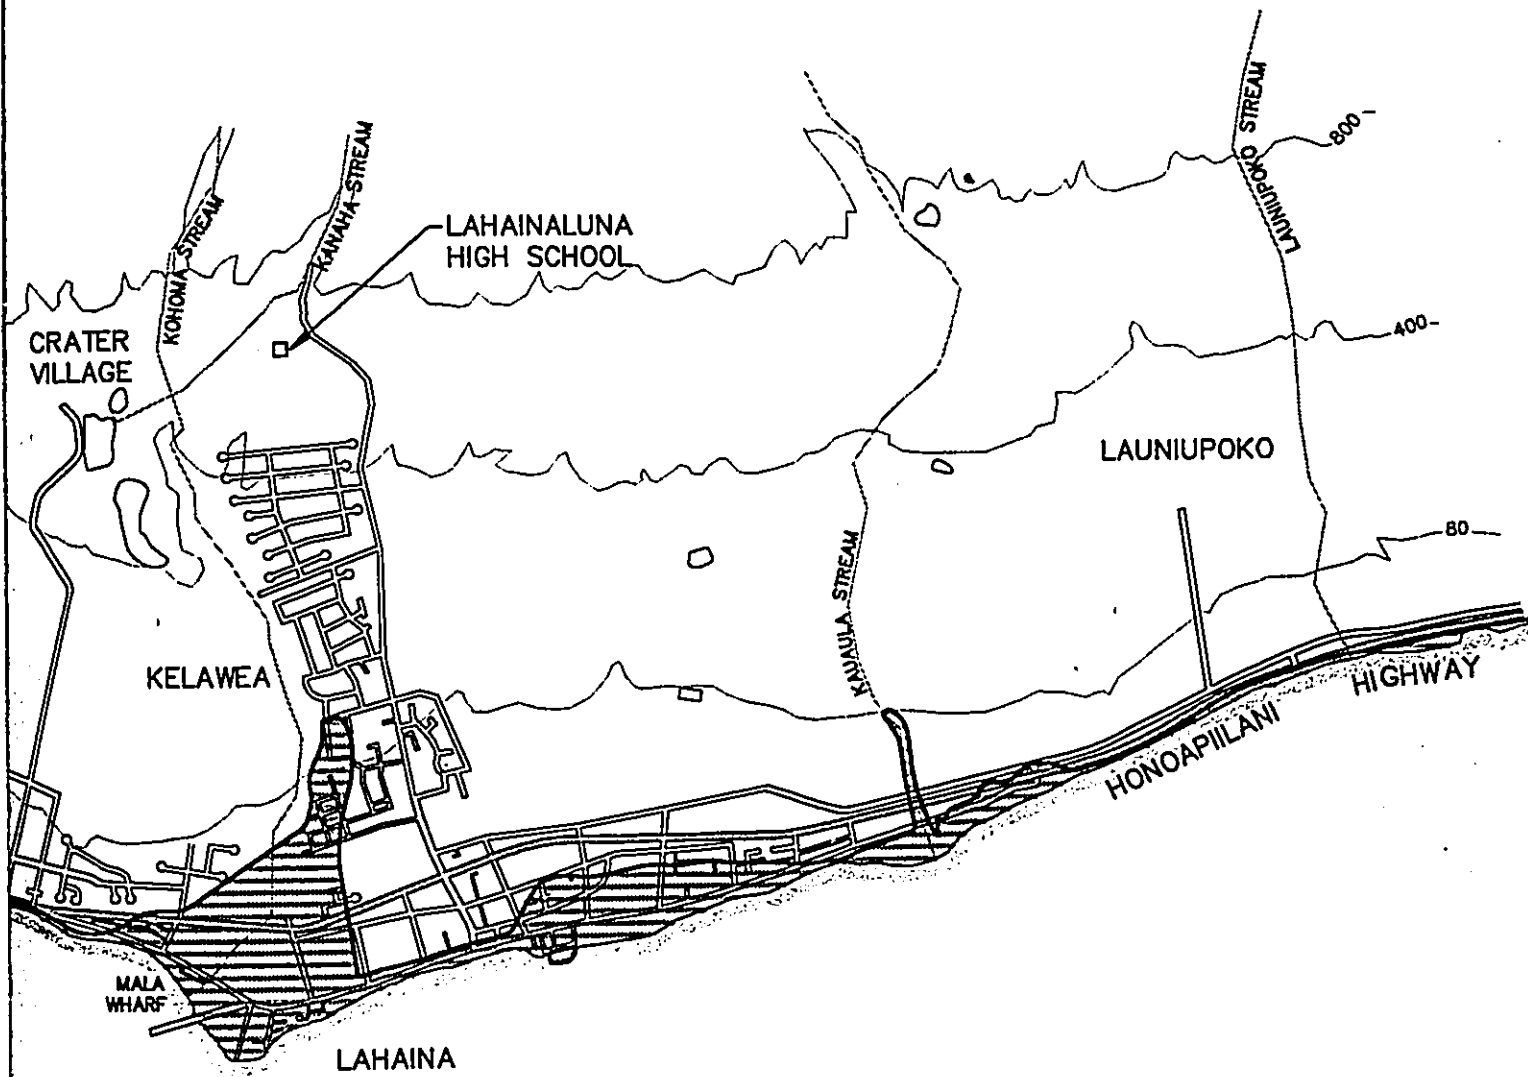 LAUNIUPOKO STREAM
800
KOHOMA STREAM
KANAHA STREAM
LAHAINALUNA
HIGH SCHOOL
CRATER
VILLAGE
400
LAUNIUPOKO
80
KAUAULA STREAM
KELAWEA
HONOAPIILANI
HIGHWAY
MALA
WHARF
LAHAINA